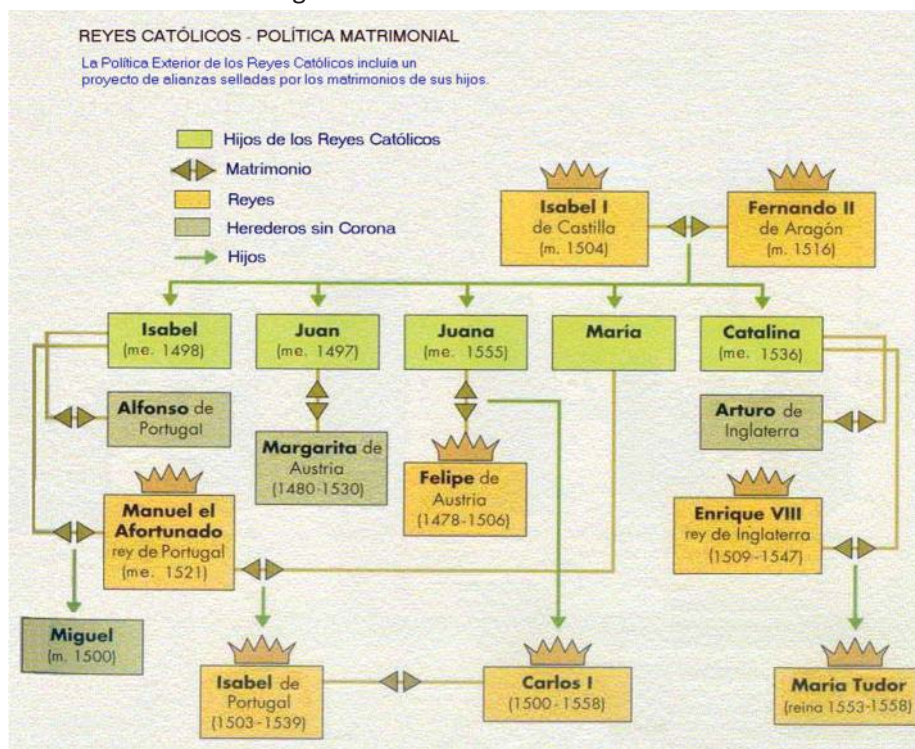 REYES CATÓLICOS - POLÍTICA MATRIMONIAL
La Política Exterior de los Reyes Católicos incluía un
proyecto de alianzas selladas por los matrimonios de sus hijos.
Hijos de los Reyes Católicos
Matrimonio
Reyes
Herederos sin Corona
Hijos
Isabel I
de Castilla
(m. 1504)
Fernando II
de Aragón
(m. 1516)
Isabel
(me. 1498)
Juan
(me. 1497)
Juana
(me. 1555)
María
Catalina
(me. 1536)
Alfonso de
Portugal
Margarita de
Austria
(1480-1530)
Felipe de
Austria
(1478-1506)
Arturo de
Inglaterra
Manuel el
Afortunado
rey de Portugal
(me. 1521)
Enrique VIII
rey de Inglaterra
(1509-1547)
Miguel
(m. 1500)
Isabel de
Portugal
(1503-1539)
Carlos I
(1500-1558)
María Tudor
(reina 1553-1558)